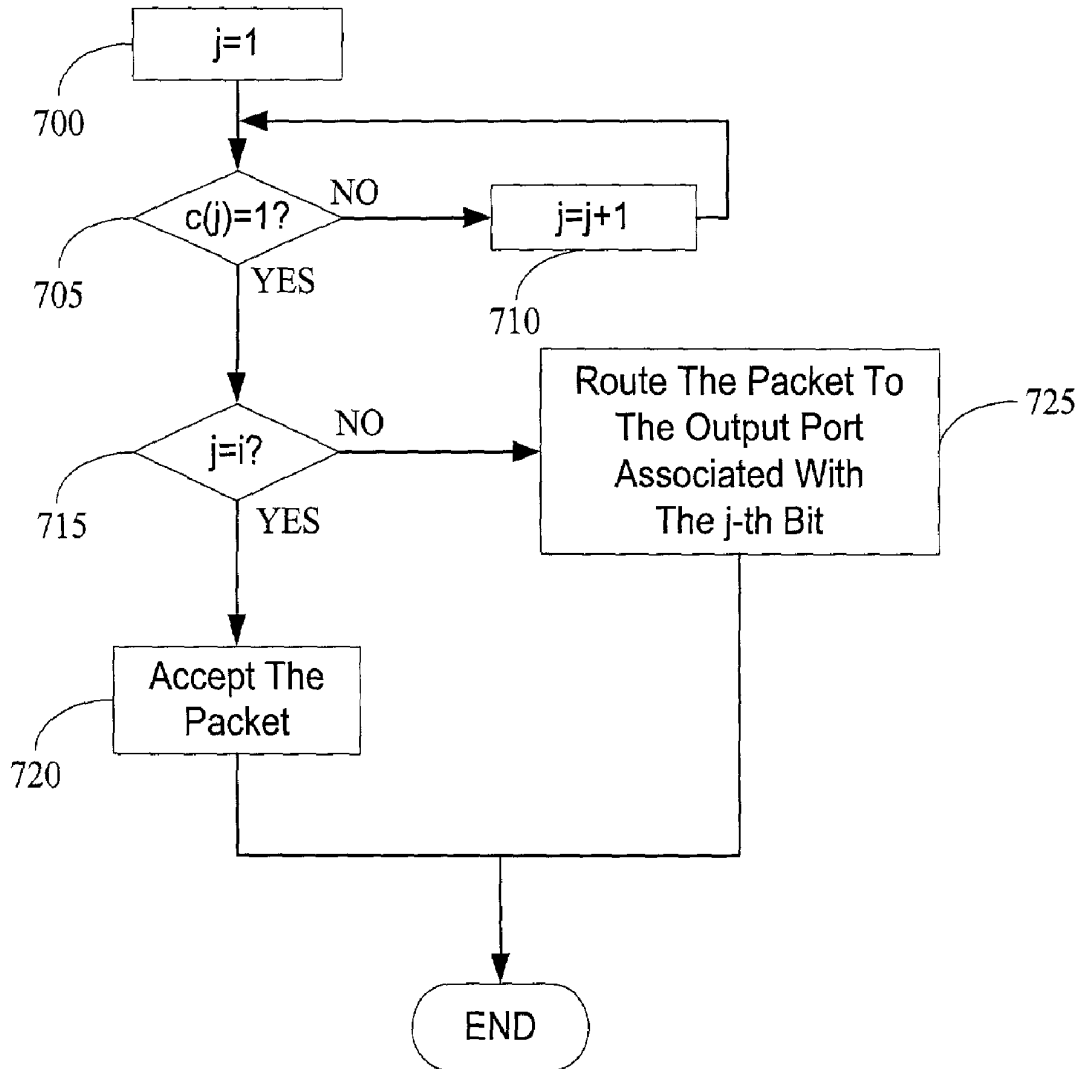 j=1
700
c(j)=1?
NO
j=j+1
705
YES
710
Route The Packet To
The Output Port
Associated With
The j-th Bit
725
j=i?
NO
715
YES
Accept The
Packet
720
END